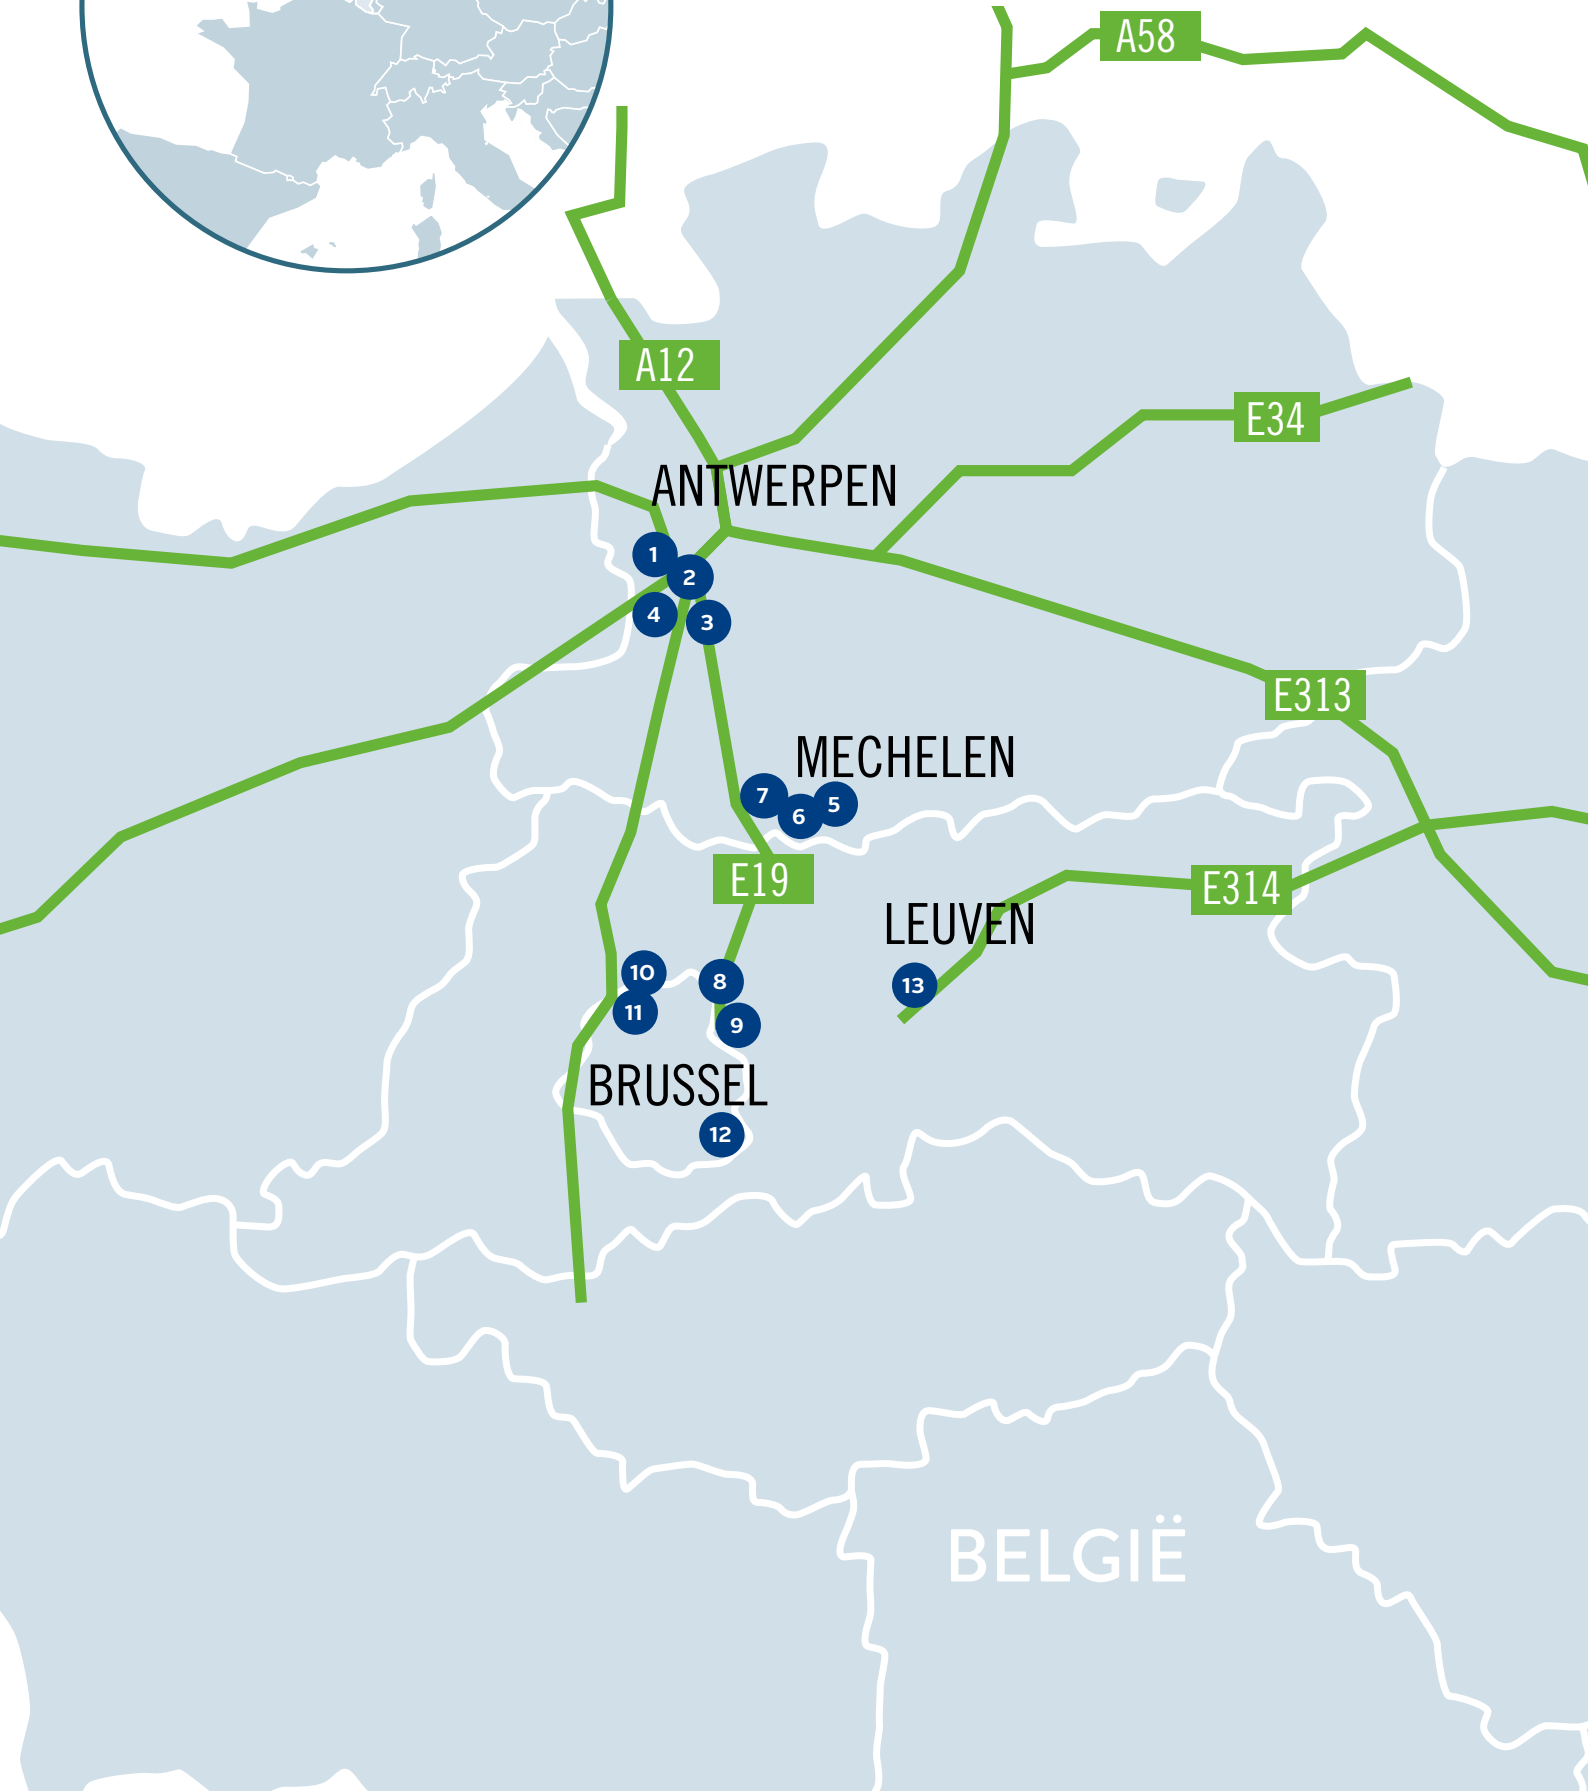 A58
A12
E34
ANTWERPEN
1
2
4
3
E313
MECHELEN
7
5
6
E19
E314
LEUVEN
10
8
13
11
9
BRUSSEL
12
BELGIË